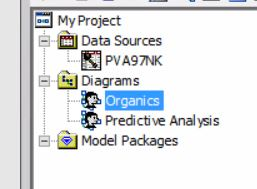 My Project
Data Sources
PVA97NK
Diagrams
Organics
Predictive Analysis
Model Packages